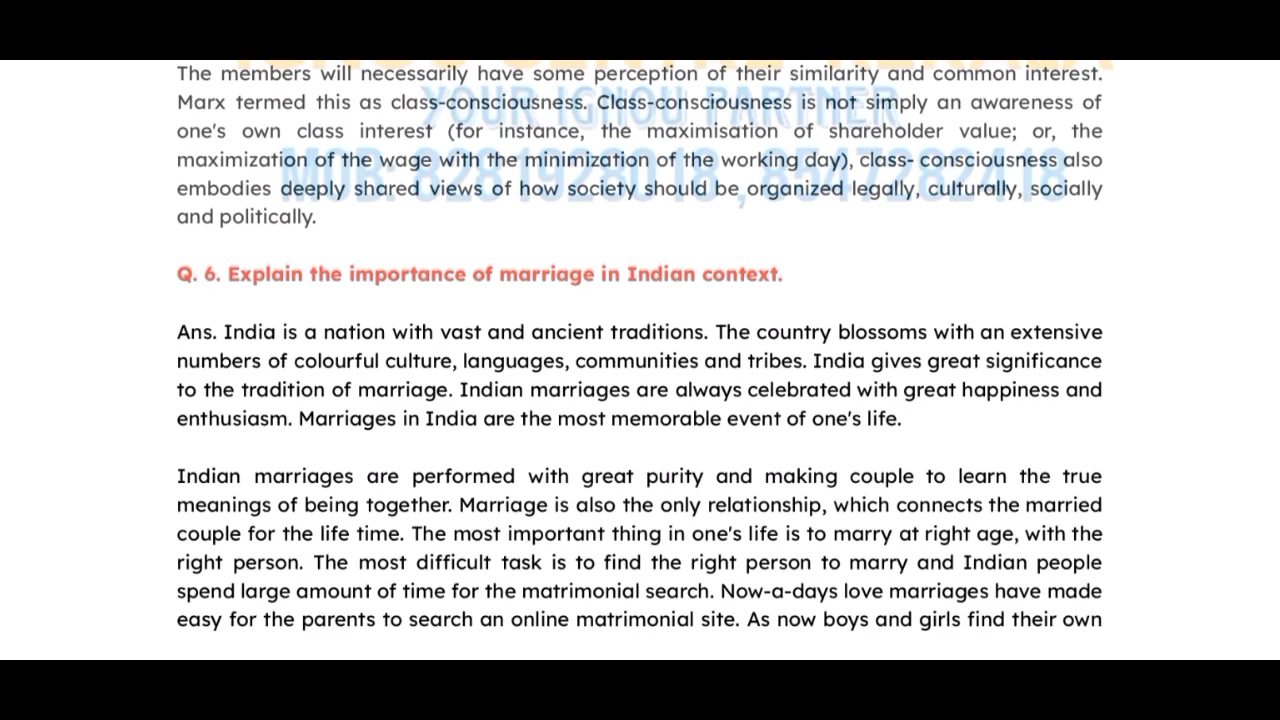 The members will necessarily have some perception of their similarity and common interest.
Marx termed this as class-consciousness. Class-consciousness is not simply an awareness of
YOUR IGNOU PARTNER
one's own class interest (for instance, the maximisation of shareholder value; or, the
maximization of the wage with the minimization of the working day), class- consciousness also
MOB: 8281928018, 8547282418
embodies deeply shared views of how society should be organized legally, culturally, socially
and politically.
Q. 6. Explain the importance of marriage in Indian context.
Ans. India is a nation with vast and ancient traditions. The country blossoms with an extensive
numbers of colourful culture, languages, communities and tribes. India gives great significance
to the tradition of marriage. Indian marriages are always celebrated with great happiness and
enthusiasm. Marriages in India are the most memorable event of one's life.
Indian marriages are performed with great purity and making couple to learn the true
meanings of being together. Marriage is also the only relationship, which connects the married
couple for the life time. The most important thing in one's life is to marry at right age, with the
right person. The most difficult task is to find the right person to marry and Indian people
spend large amount of time for the matrimonial search. Now-a-days love marriages have made
easy for the parents to search an online matrimonial site. As now boys and girls find their own